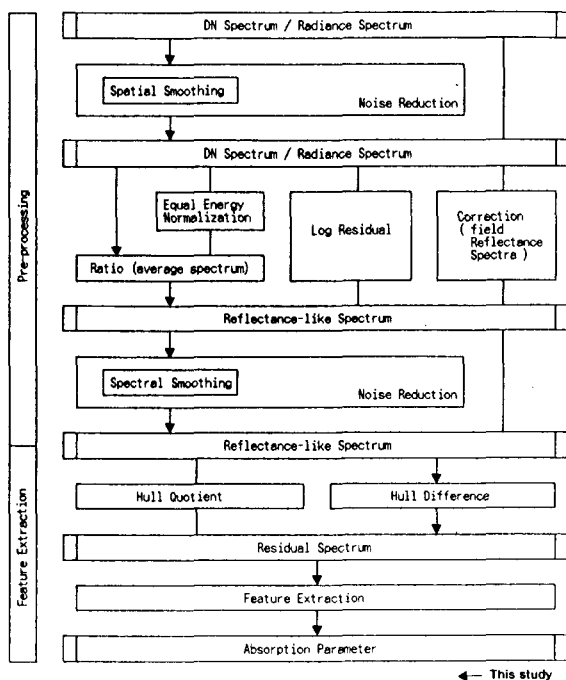 DN Spectrum / Radiance Spectrum
Spatial Smoothing
Noise Reduction
DN Spectrum / Radiance Spectrum
Equal Energy
Normalization
Log Residual
Correction
( field
Reflectance
Spectra )
Ratio (average spectrum)
Reflectance-like Spectrum
Spectral Smoothing
Noise Reduction
Reflectance-like Spectrum
Pre-processing
Hull Quotient
Hull Difference
Residual Spectrum
Feature Extraction
Absorption Parameter
Feature Extraction
This study